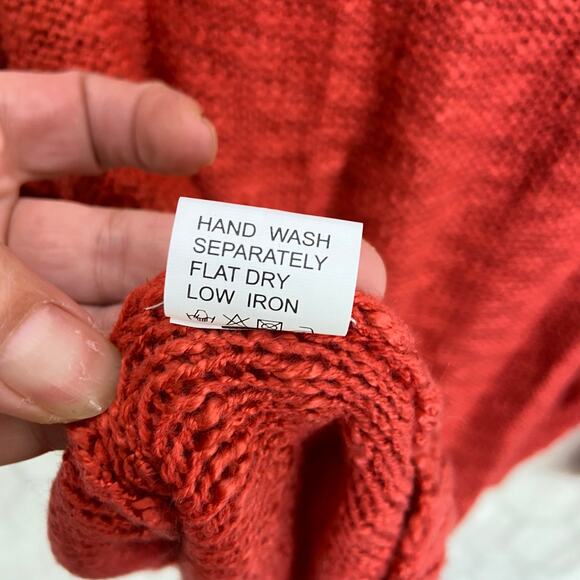 HAND WASH
SEPARATELY
FLAT DRY
LOW IRON